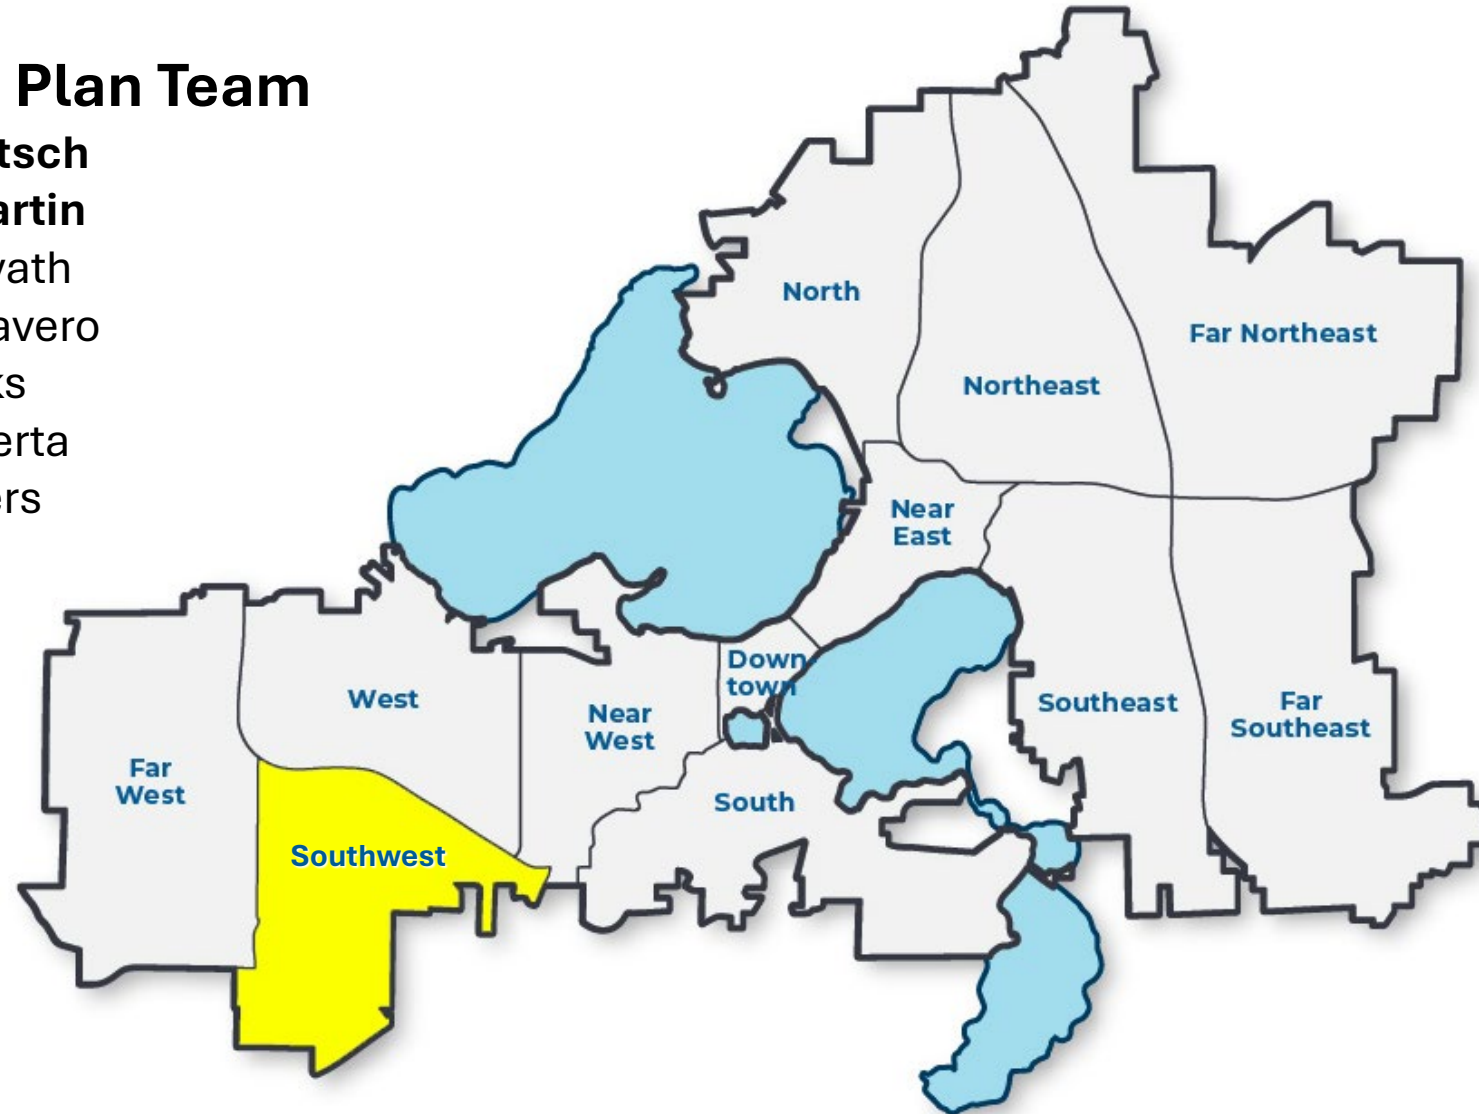 Plan Team
tsch
artin
vath
avero
ks
erta
ers
North
Far Northeast
Northeast
Near
East
Down
town
West
Near
West
Southeast
Far
Southeast
Far
West
South
Southwest